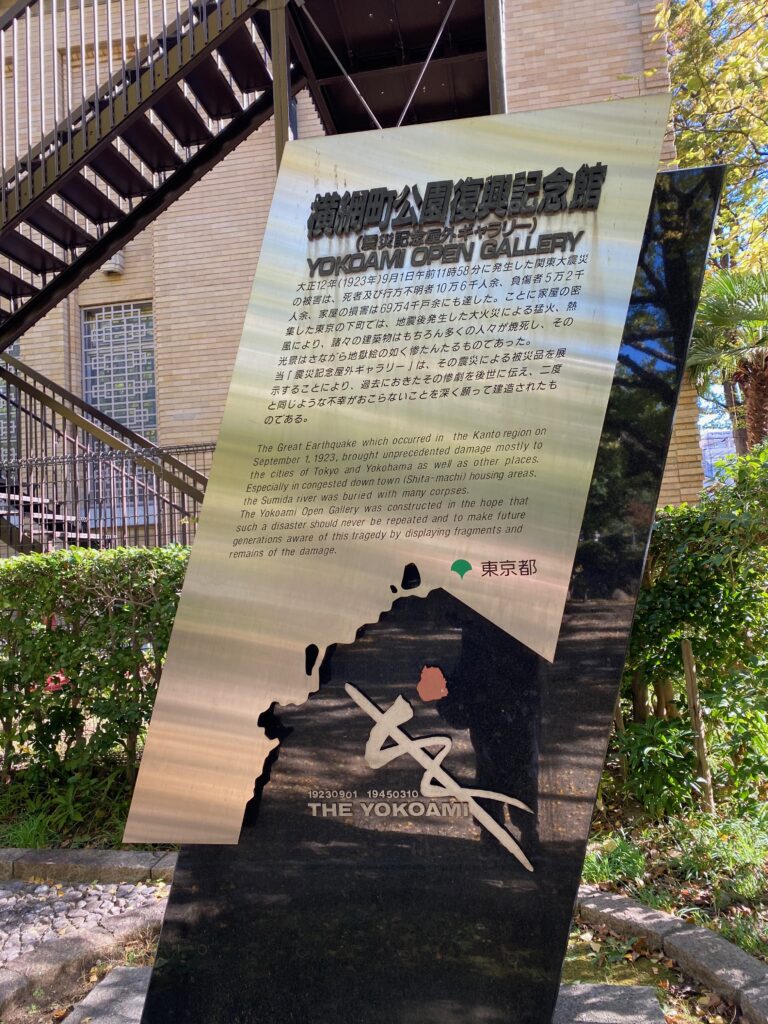 横網町公園復興記念館
(震災記念屋外ギャラリー)
YOKOAMI OPEN GALLERY
大正12年(1923年)9月1日午前11時58分に発生した関東大震災
の被害は、死者及び行方不明者10万6千人余、負傷者5万2千
人余、家屋の損害は69万4千戸余にも達した。ことに家屋の密
集した東京の下町では、地震後発生した大火災による猛火、熱
風により、諸々の建築物はもちろん多くの人々が焼死し、その
光景はさながら地獄絵の如く惨たんたるものであった。
当「震災記念屋外ギャラリー」は、その震災による被災品を展
示することにより、過去におきたその惨劇を後世に伝え、二度
と同じような不幸がおこらないことを深く願って建造されたも
のである。
The Great Earthquake which occurred in the Kanto region on
September 1, 1923, brought unprecedented damage mostly to
the cities of Tokyo and Yokohama as well as other places.
Especially in congested down town (Shita-machi) housing areas,
the Sumida river was buried with many corpses.
The Yokoami Open Gallery was constructed in the hope that
such a disaster should never be repeated and to make future
generations aware of this tragedy by displaying fragments and
remains of the damage.
東京都
19230901 19450310
THE YOKOAMI